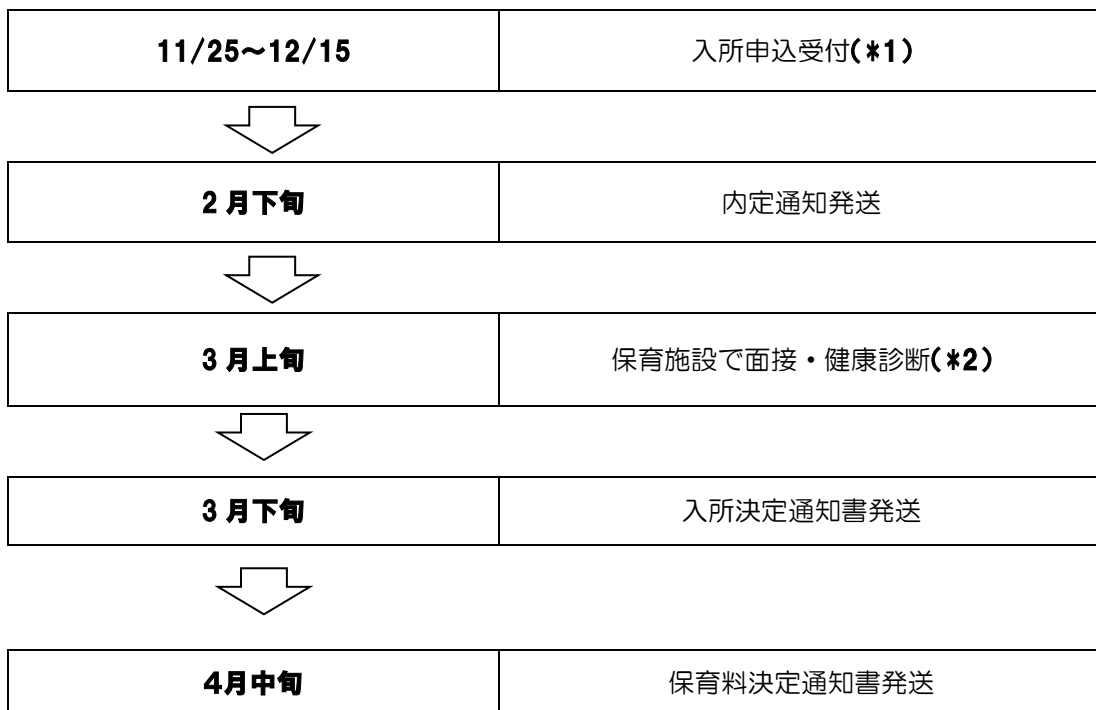 11/25～12/15 入所申込受付(*1)
2月下旬 内定通知発送
3月上旬 保育施設で面接・健康診断(*2)
3月下旬 入所決定通知書発送
4月中旬 保育料決定通知書発送